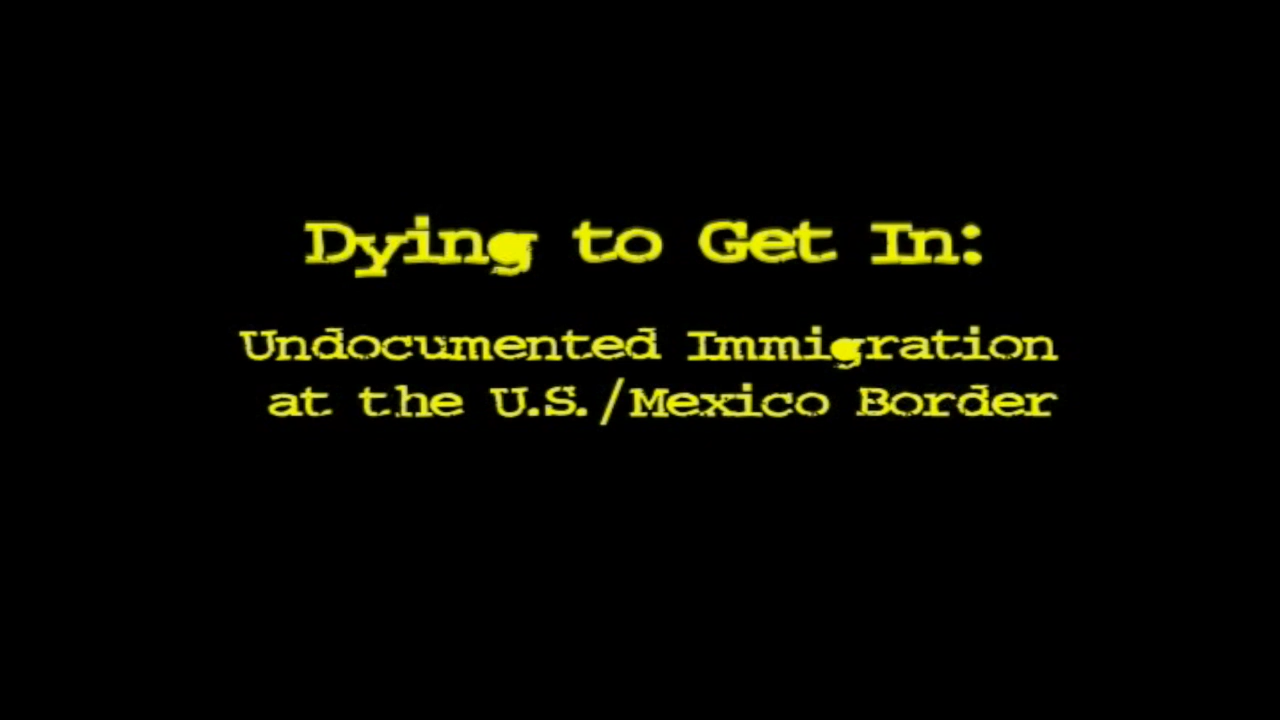 Dying to Get In:
Undocumented Immigration
at the U.S./Mexico Border